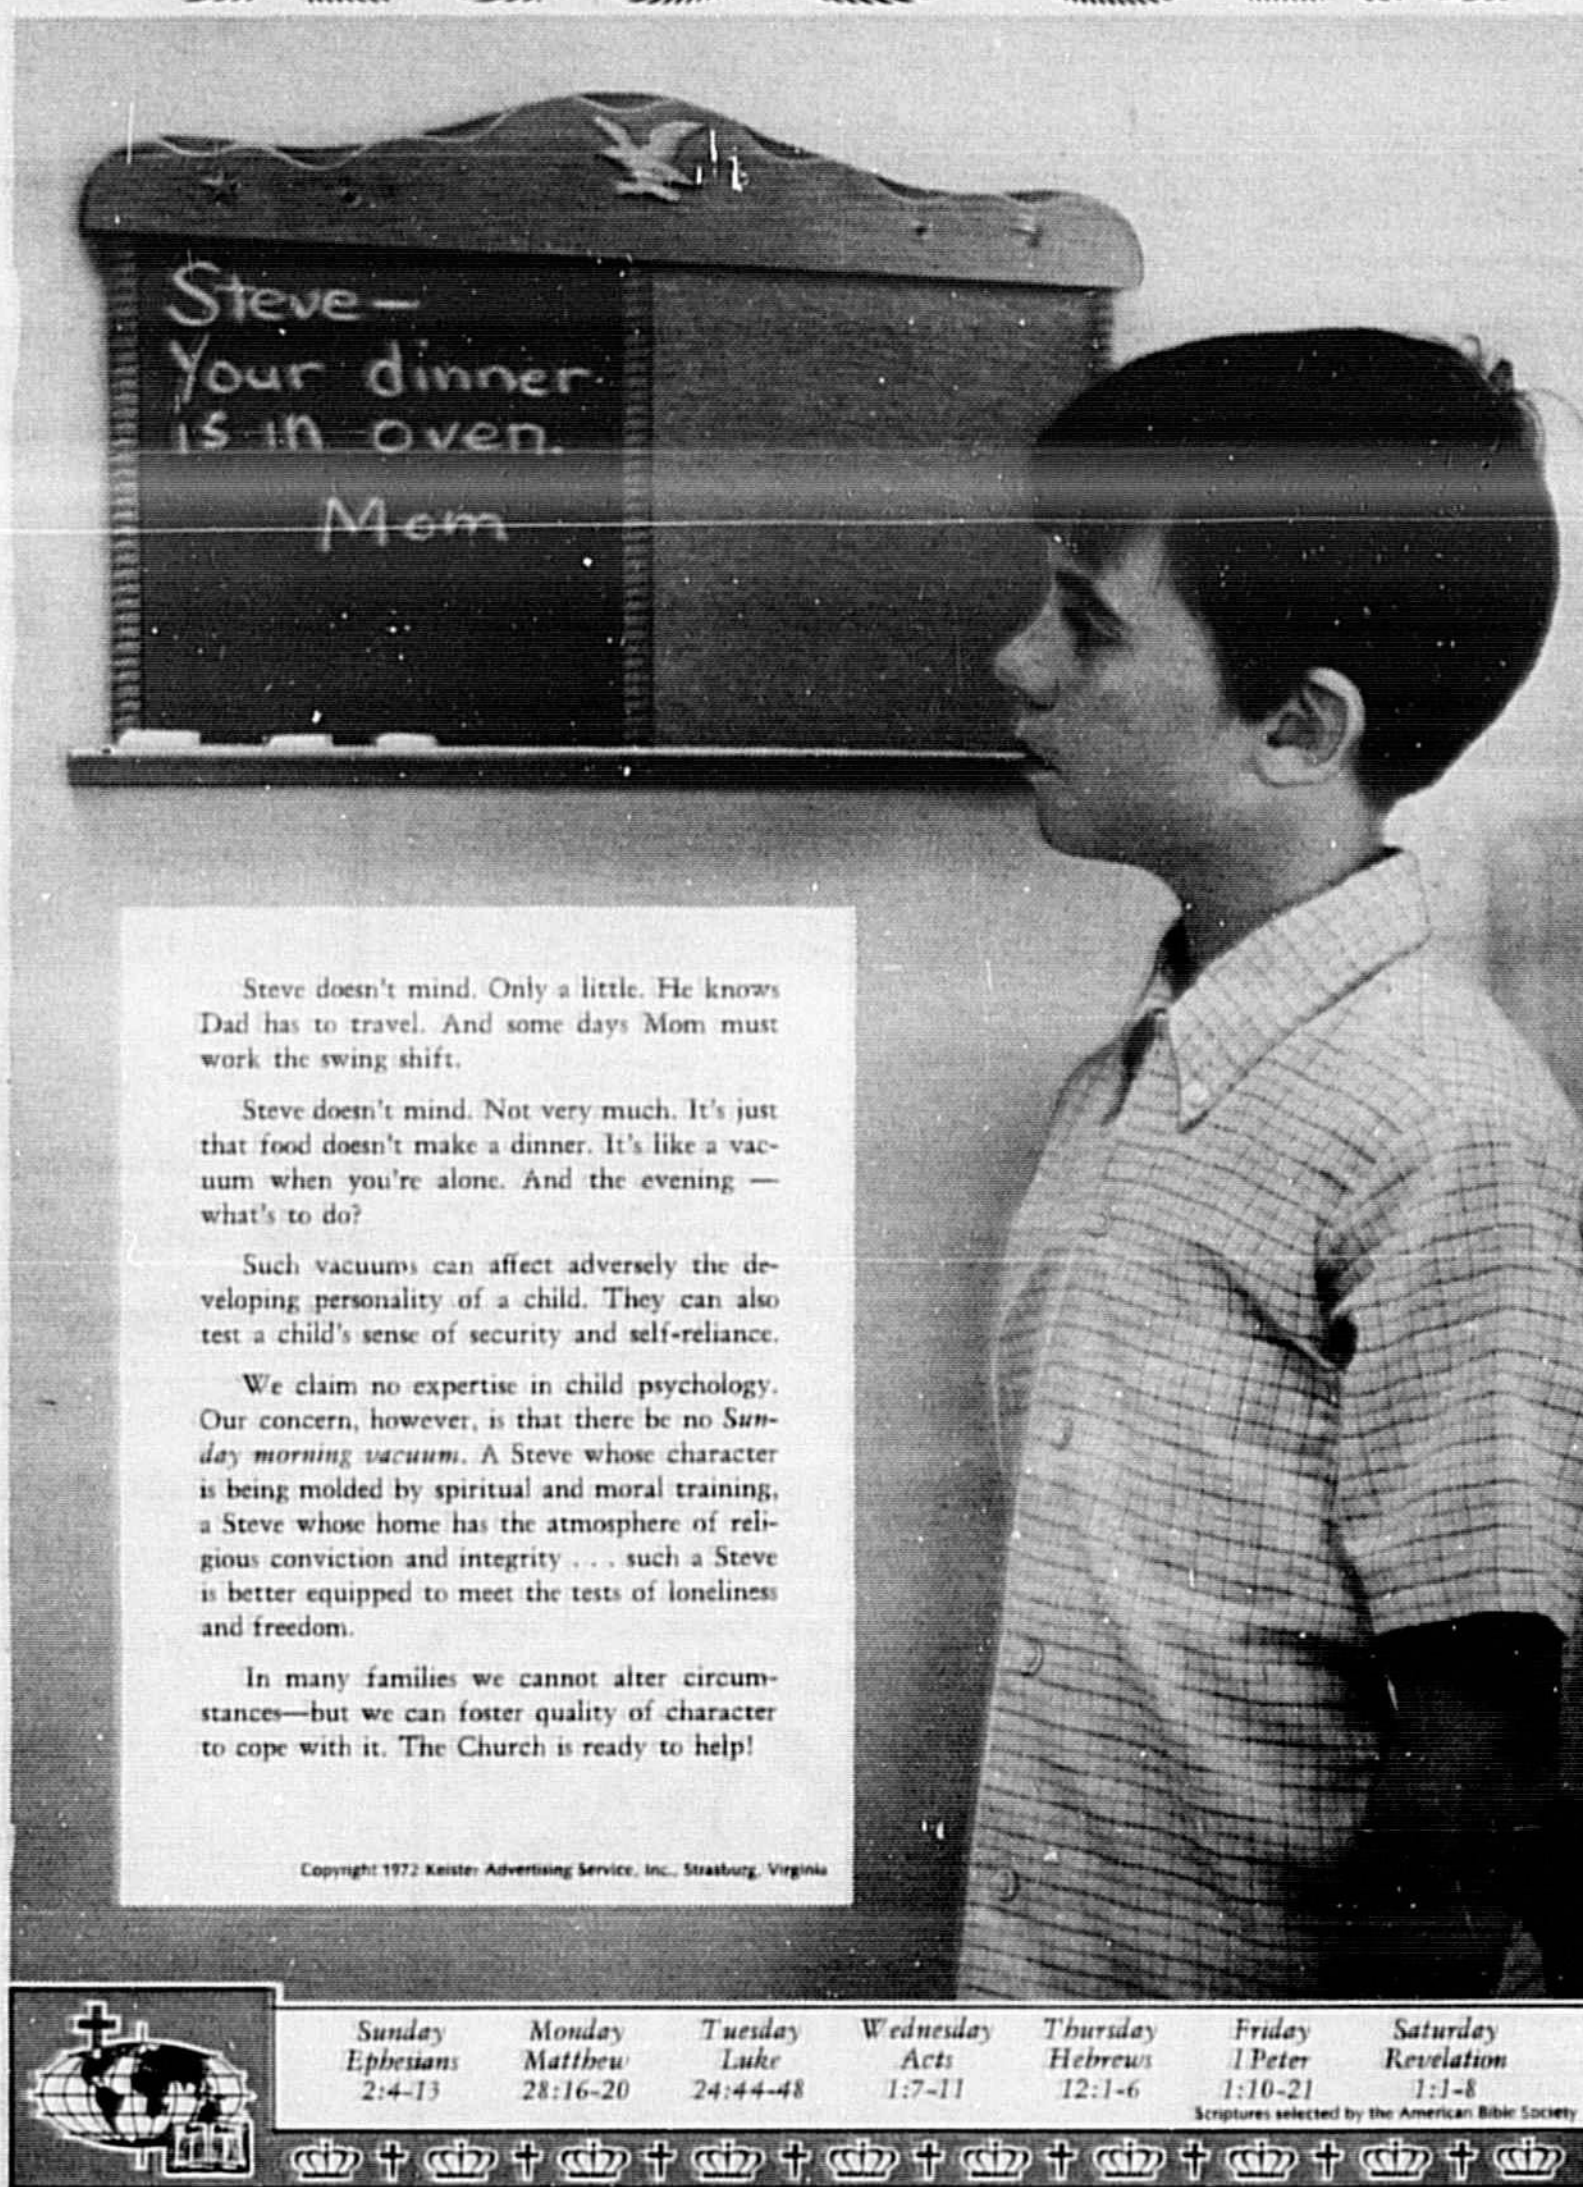 Steve—
Your dinner
is in oven.
Mom
Steve doesn't mind. Only a little. He knows
Dad has to travel. And some days Mom must
work the swing shift.
Steve doesn't mind. Not very much. It's just
that food doesn't make a dinner. It's like a vac-
uum when you're alone. And the evening —
what's to do?
Such vacuums can affect adversely the de-
veloping personality of a child. They can also
test a child's sense of security and self-reliance.
We claim no expertise in child psychology.
Our concern, however, is that there be no Sun-
day morning vacuum. A Steve whose character
is being molded by spiritual and moral training,
a Steve whose home has the atmosphere of reli-
gious conviction and integrity . . . such a Steve
is better equipped to meet the tests of loneliness
and freedom.
In many families we cannot alter circum-
stances—but we can foster quality of character
to cope with it. The Church is ready to help!
Copyright 1972 Keister Advertising Service, Inc., Strasburg, Virginia
Sunday Monday Tuesday Wednesday Thursday Friday Saturday
Ephesians Matthew Luke Acts Hebrews I Peter Revelation
2:4-13 28:16-20 24:44-48 1:7-11 12:1-6 1:10-21 1:1-8
Scriptures selected by the American Bible Society